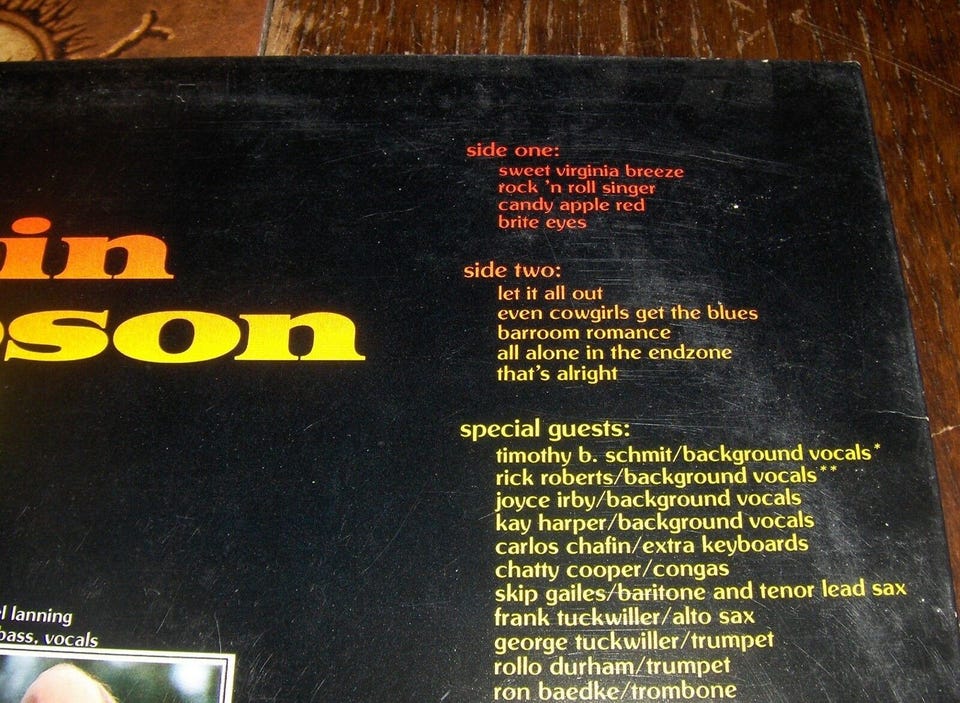 in
son
side one:
sweet virginia breeze
rock 'n roll singer
candy apple red
brite eyes
side two:
let it all out
even cowgirls get the blues
barroom romance
all alone in the endzone
that's alright
special guests:
timothy b. schmit/background vocals*
rick roberts/background vocals**
joyce irby/background vocals
kay harper/background vocals
carlos chafin/extra keyboards
chatty cooper/congas
skip gailes/baritone and tenor lead sax
frank tuckwiller/alto sax
george tuckwiller/trumpet
rollo durham/trumpet
ron baedke/trombone
l lanning
bass, vocals